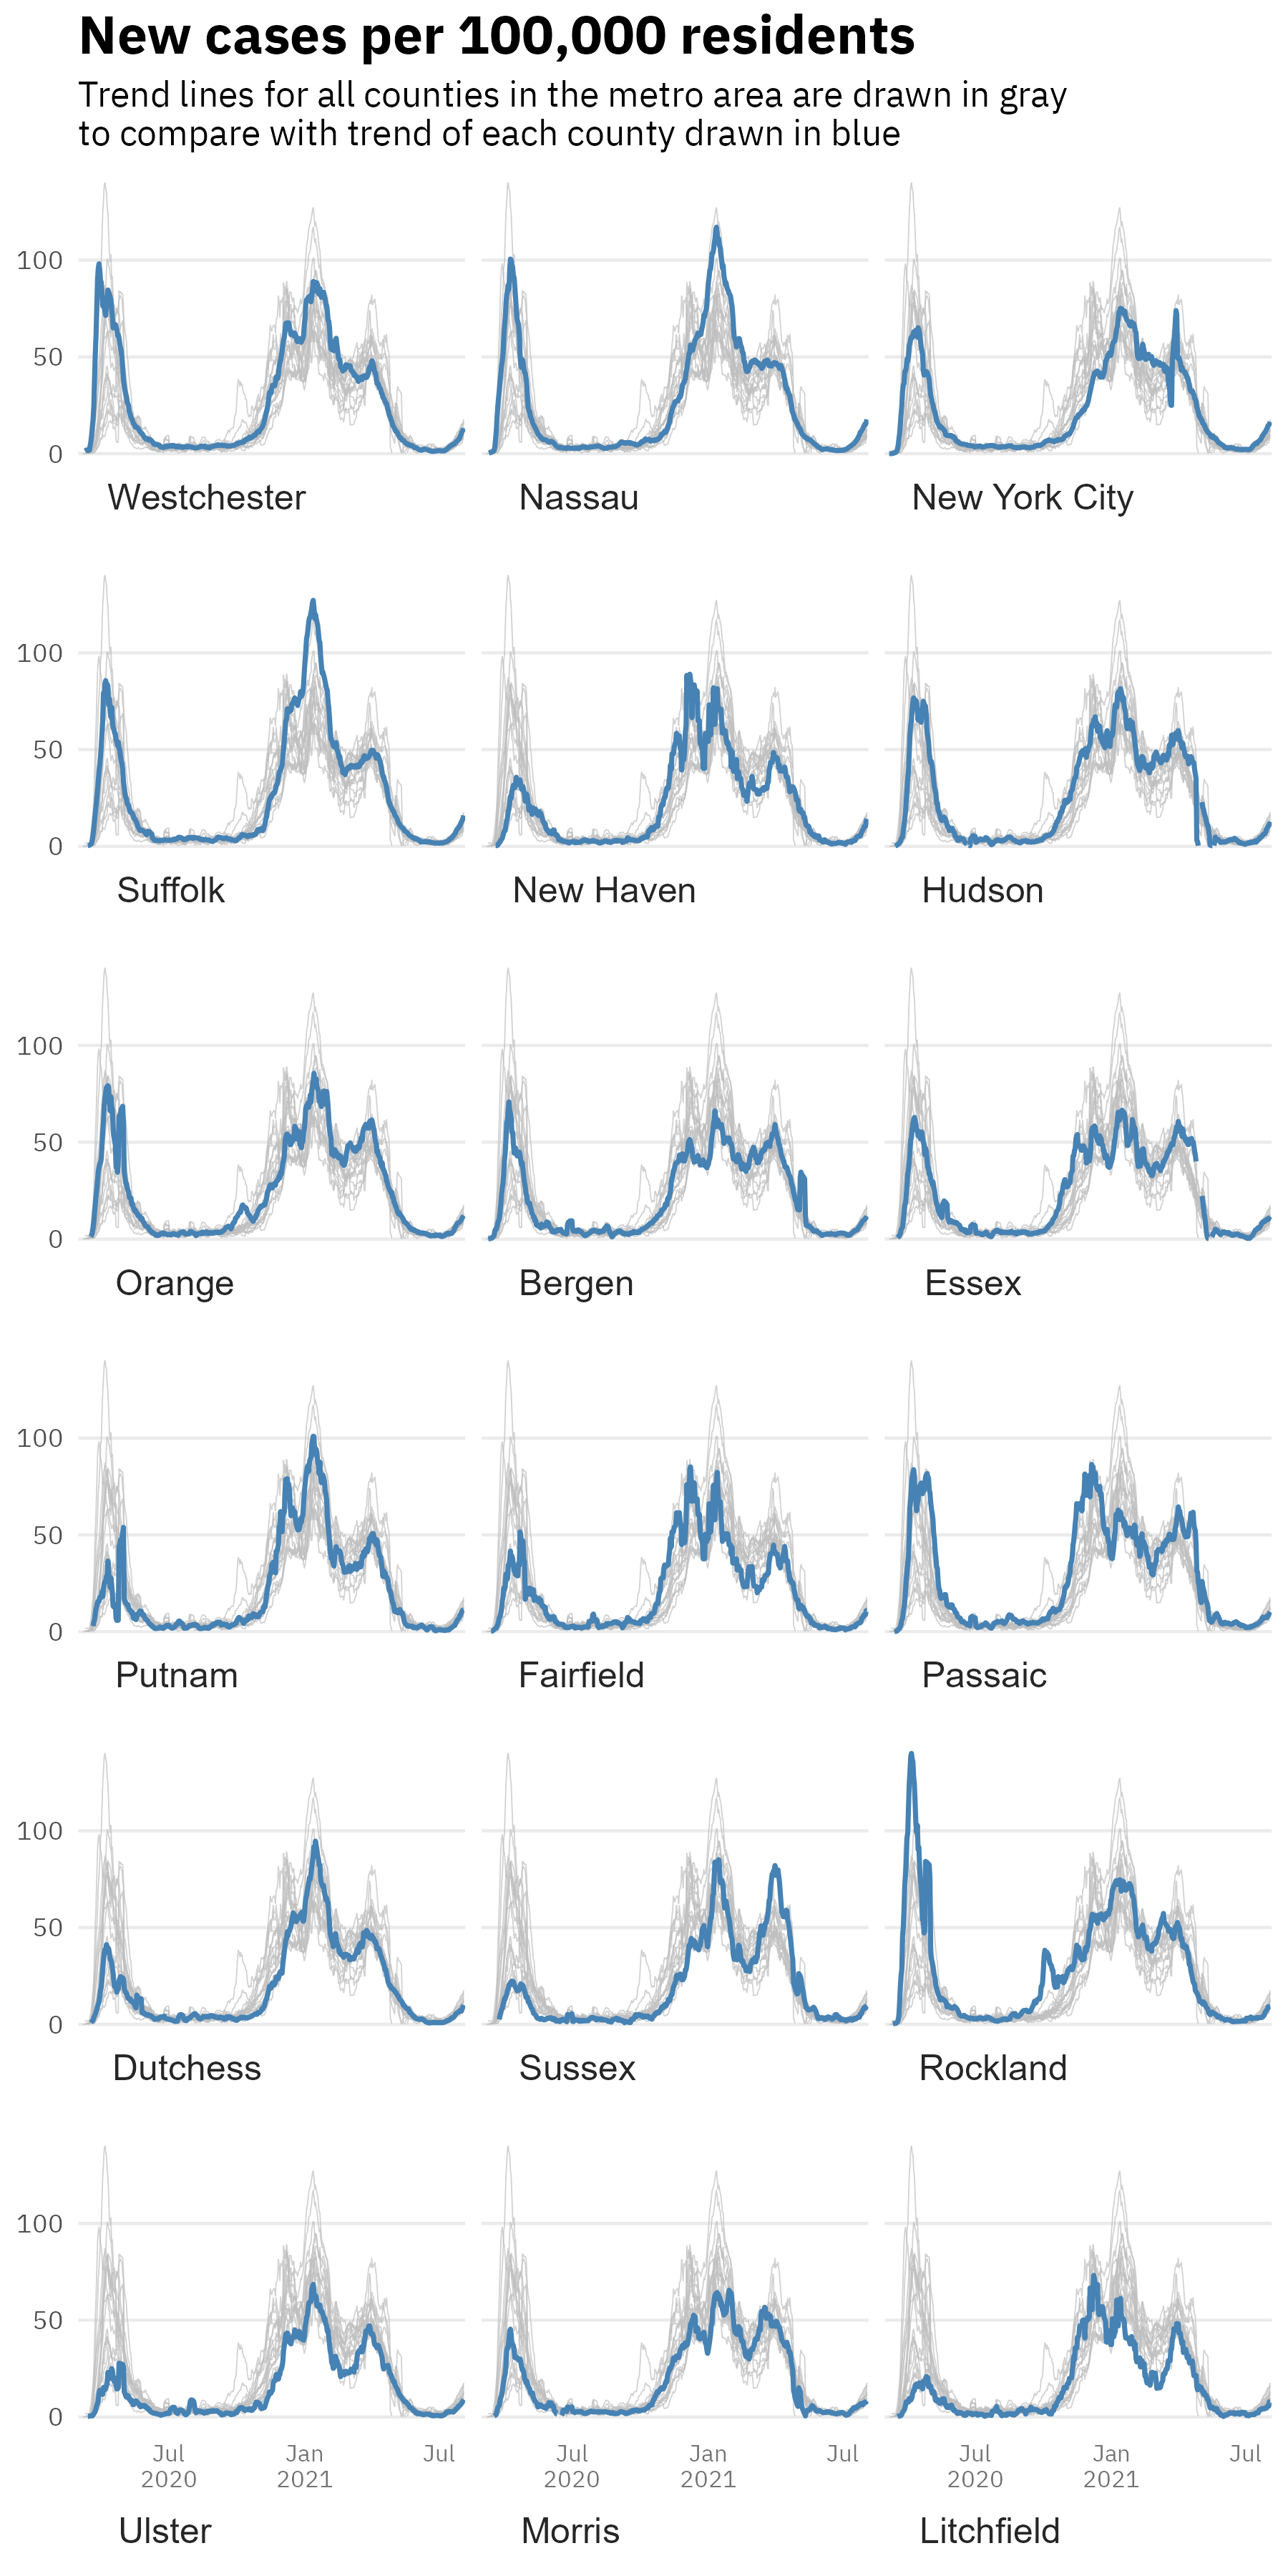 New cases per 100,000 residents
Trend lines for all counties in the metro area are drawn in gray
to compare with trend of each county drawn in blue
100
50
0
Westchester Nassau New York City
100
50
0
Suffolk New Haven Hudson
100
50
0
Orange Bergen Essex
100
50
0
Putnam Fairfield Passaic
100
50
0
Dutchess Sussex Rockland
100
50
0
Jul Jan Jul Jul Jan Jul Jul Jan Jul
2020 2021 2020 2021 2020 2021
Ulster Morris Litchfield